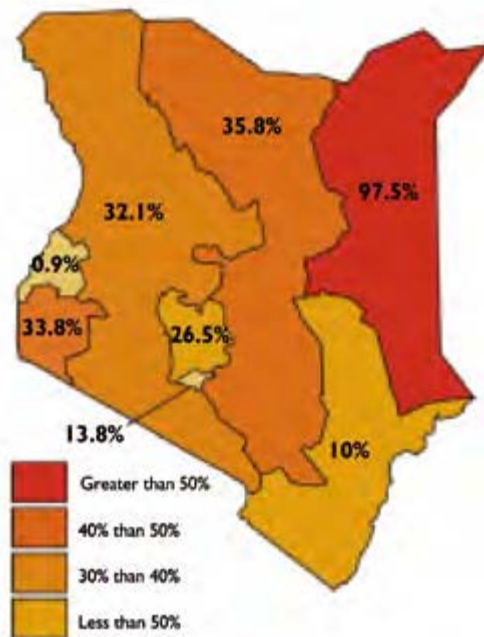 35.8%
97.5%
32.1%
0.9%
33.8%
26.5%
13.8%
10%
Greater than 50%
40% than 50%
30% than 40%
Less than 50%